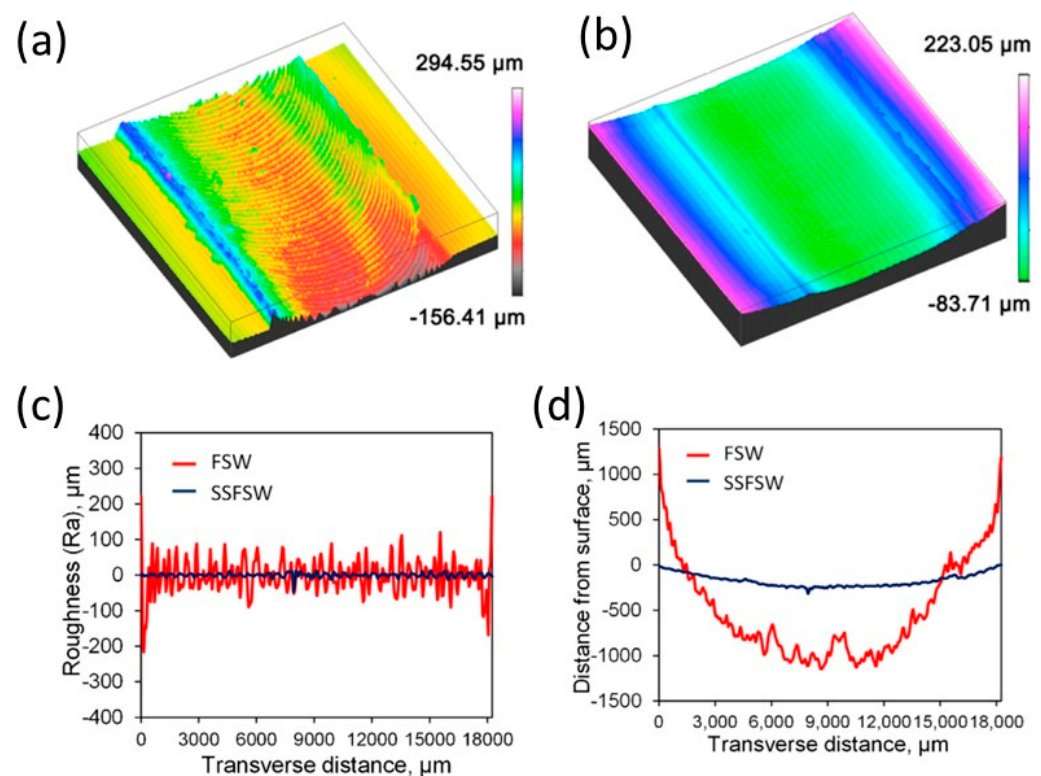 (a)
294.55 μm
-156.41 μm
(b)
223.05 μm
-83.71 μm
(c)
400
300
200
100
0
-100
-200
-300
-400
Roughness (Ra), μm
FSW
SSFSW
0 3000 6000 9000 12000 15000 18000
Transverse distance, μm
(d)
1500
1000
500
0
-500
-1000
-1500
Distance from surface, μm
FSW
SSFSW
0 3,000 6,000 9,000 12,000 15,000 18,000
Transverse distance, μm